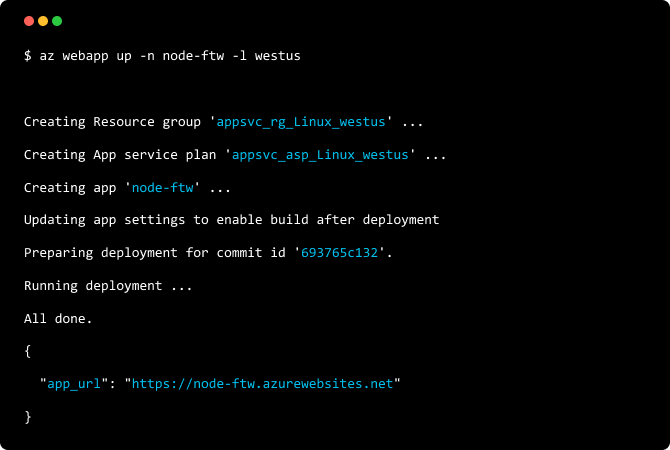 $ az webapp up -n node-ftw -l westus
Creating Resource group 'appsvc_rg_Linux_westus' ...
Creating App service plan 'appsvc_asp_Linux_westus' ...
Creating app 'node-ftw' ...
Updating app settings to enable build after deployment
Preparing deployment for commit id '693765c132'.
Running deployment ...
All done.
{
"app_url": "https://node-ftw.azurewebsites.net"
}